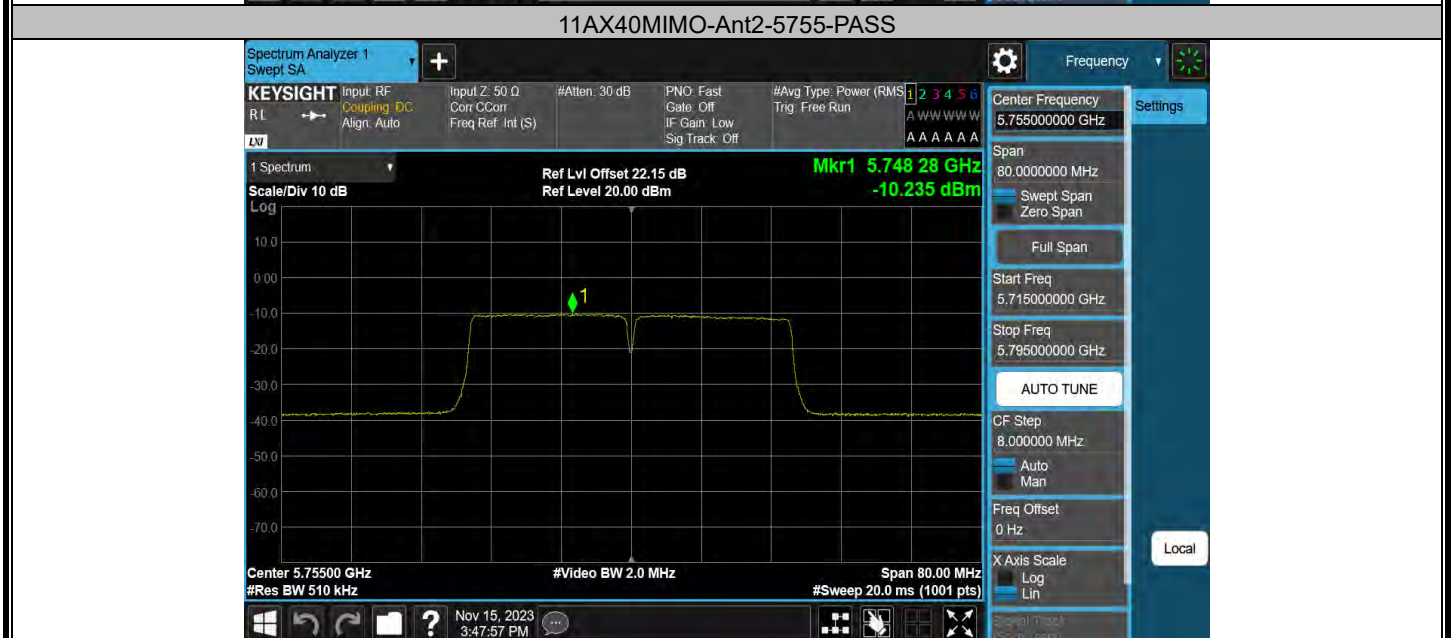 11AX40MIMO-Ant2-5755-PASS
Spectrum Analyzer 1
Swept SA
Frequency
KEYSIGHT
RL
LXI
Input: RF
Coupling: DC
Align: Auto
Input Z: 50 Ω
Corr CCorr
Freq Ref: Int (S)
#Atten: 30 dB
PNO: Fast
Gate: Off
IF Gain: Low
Sig Track: Off
#Avg Type: Power (RMS
Trig: Free Run
1 2 3 4 5 6
A W W W W W
A A A A A A
1 Spectrum
Scale/Div 10 dB
Log
Ref Lvl Offset 22.15 dB
Ref Level 20.00 dBm
Mkr1 5.748 28 GHz
-10.235 dBm
10.0
0.00
-10.0
-20.0
-30.0
-40.0
-50.0
-60.0
-70.0
1
Center 5.75500 GHz
#Res BW 510 kHz
#Video BW 2.0 MHz
Span 80.00 MHz
#Sweep 20.0 ms (1001 pts)
Center Frequency
5.755000000 GHz
Settings
Span
80.0000000 MHz
Swept Span
Zero Span
Full Span
Start Freq
5.715000000 GHz
Stop Freq
5.795000000 GHz
AUTO TUNE
CF Step
8.000000 MHz
Auto
Man
Freq Offset
0 Hz
X Axis Scale
Log
Lin
Local
Signal Track
?
Nov 15, 2023
3:47:57 PM